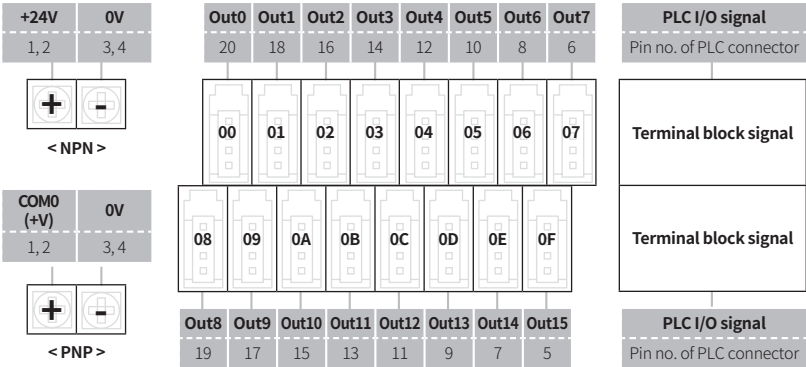 +24V 0V
1, 2 3, 4
+ -
< NPN >
COM0 (+V) 0V
1, 2 3, 4
+ -
< PNP >
Out0 Out1 Out2 Out3 Out4 Out5 Out6 Out7
20 18 16 14 12 10 8 6
00 01 02 03 04 05 06 07
08 09 0A 0B 0C 0D 0E 0F
Out8 Out9 Out10 Out11 Out12 Out13 Out14 Out15
19 17 15 13 11 9 7 5
PLC I/O signal
Pin no. of PLC connector
Terminal block signal
Terminal block signal
PLC I/O signal
Pin no. of PLC connector